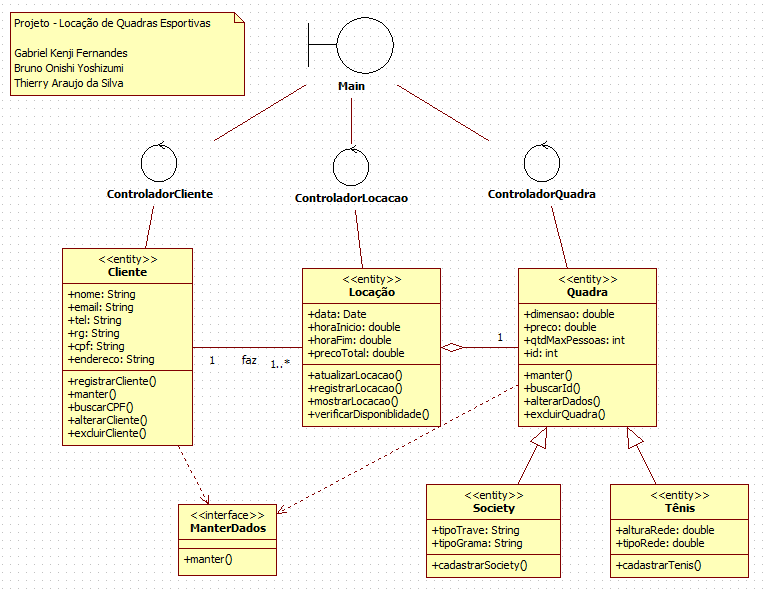 Projeto - Locação de Quadras Esportivas
Gabriel Kenji Fernandes
Bruno Onishi Yoshizumi
Thierry Araujo da Silva
Main
ControladorCliente
ControladorLocacao
ControladorQuadra
<<entity>>
Cliente
+nome: String
+email: String
+tel: String
+rg: String
+cpf: String
+endereco: String
+registrarCliente()
+manter()
+buscarCPF()
+alterarCliente()
+excluirCliente()
1
faz
1..*
<<entity>>
Locação
+data: Date
+horaInicio: double
+horaFim: double
+precoTotal: double
+atualizarLocacao()
+registrarLocacao()
+mostrarLocacao()
+verificarDisponiblidade()
1
<<entity>>
Quadra
+dimensao: double
+preco: double
+qtdMaxPessoas: int
+id: int
+manter()
+buscarId()
+alterarDados()
+excluirQuadra()
<<interface>>
ManterDados
+manter()
<<entity>>
Society
+tipoTrave: String
+tipoGrama: String
+cadastrarSociety()
<<entity>>
Tênis
+alturaRede: double
+tipoRede: double
+cadastrarTenis()